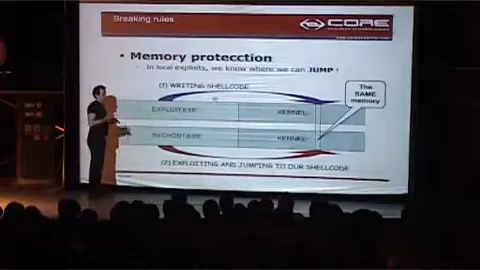 Breaking rules
CORE
Memory protecction
In local exploits, we know where we can JUMP !
(1) WRITING SHELLCODE
The
SAME
memory
EXPLOIT.EXE
KERNEL
SVCHOST.EXE
KERNEL
(2) EXPLOITING AND JUMPING TO OUR SHELLCODE